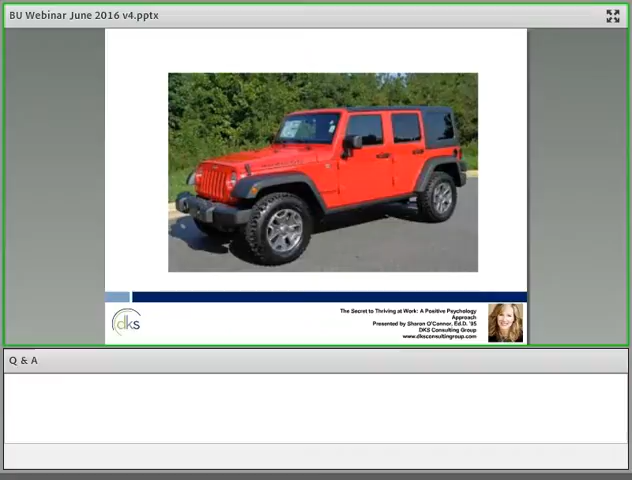 BU Webinar June 2016 v4.pptx
dks
The Secret to Thriving at Work: A Positive Psychology
Approach
Presented by Sharon O'Connor, Ed.D. '95
DKS Consulting Group
www.dksconsultinggroup.com
Q & A